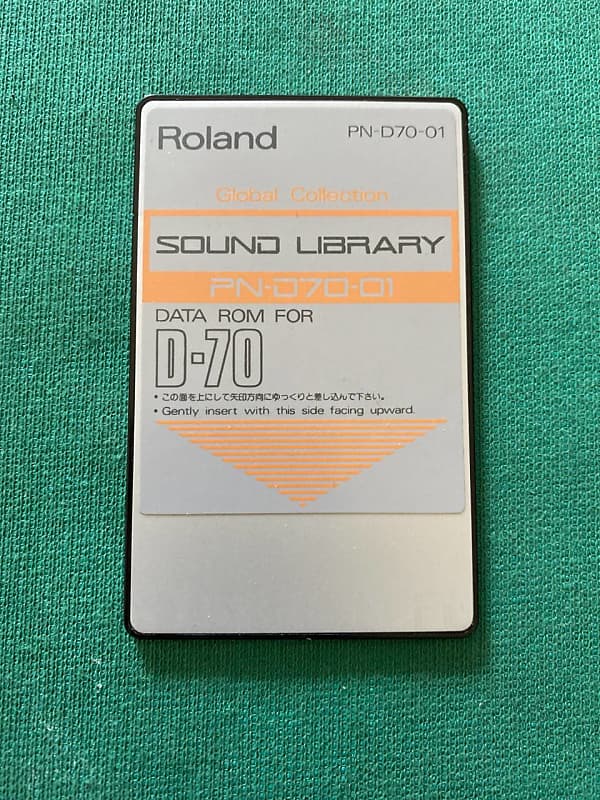 Roland PN-D70-01
Global Collection
SOUND LIBRARY
PN-D70-01
DATA ROM FOR
D-70
• この面を上にして矢印方向にゆっくりと差し込んで下さい。
• Gently insert with this side facing upward.